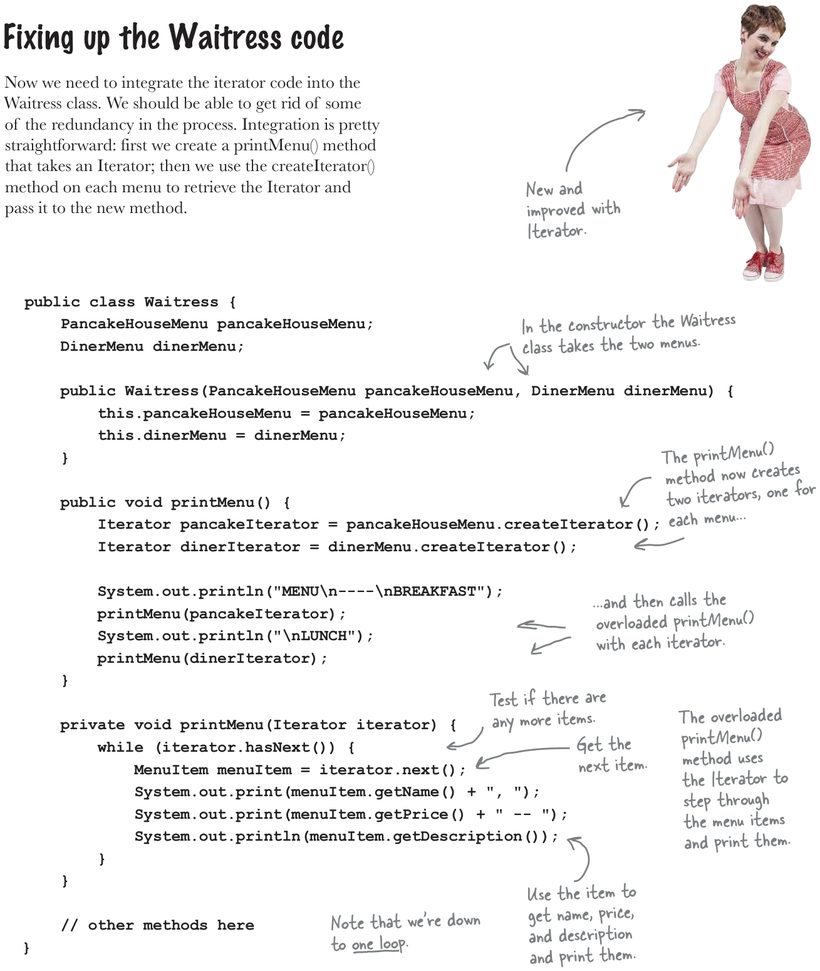 Fixing up the Waitress code
Now we need to integrate the iterator code into the
Waitress class. We should be able to get rid of some
of the redundancy in the process. Integration is pretty
straightforward: first we create a printMenu() method
that takes an Iterator; then we use the createIterator()
method on each menu to retrieve the Iterator and
pass it to the new method.
New and
improved with
Iterator.
public class Waitress {
    PancakeHouseMenu pancakeHouseMenu;
    DinerMenu dinerMenu;
In the constructor the Waitress
class takes the two menus.
    public Waitress(PancakeHouseMenu pancakeHouseMenu, DinerMenu dinerMenu) {
        this.pancakeHouseMenu = pancakeHouseMenu;
        this.dinerMenu = dinerMenu;
    }
The printMenu()
method now creates
two iterators, one for
each menu...
    public void printMenu() {
        Iterator pancakeIterator = pancakeHouseMenu.createIterator();
        Iterator dinerIterator = dinerMenu.createIterator();
        System.out.println("MENU\n----\nBREAKFAST");
        printMenu(pancakeIterator);
        System.out.println("\nLUNCH");
        printMenu(dinerIterator);
    }
...and then calls the
overloaded printMenu()
with each iterator.
    private void printMenu(Iterator iterator) {
        while (iterator.hasNext()) {
            MenuItem menuItem = iterator.next();
            System.out.print(menuItem.getName() + ", ");
            System.out.print(menuItem.getPrice() + " -- ");
            System.out.println(menuItem.getDescription());
        }
    }
Test if there are
any more items.
Get the
next item.
The overloaded
printMenu()
method uses
the Iterator to
step through
the menu items
and print them.
Use the item to
get name, price,
and description
and print them.
    // other methods here
}
Note that we're down
to one loop.